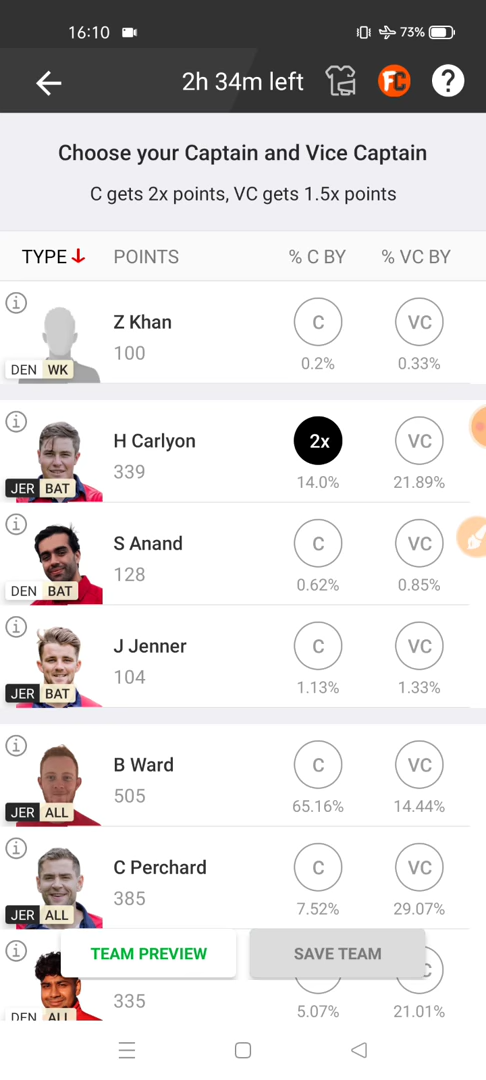 16:10 73%
2h 34m left FC ?
Choose your Captain and Vice Captain
C gets 2x points, VC gets 1.5x points
TYPE POINTS % C BY % VC BY
i
Z Khan C VC
100 0.2% 0.33%
DEN WK
i
H Carlyon 2x VC
339 14.0% 21.89%
JER BAT
i
S Anand C VC
128 0.62% 0.85%
DEN BAT
i
J Jenner C VC
104 1.13% 1.33%
JER BAT
i
B Ward C VC
505 65.16% 14.44%
JER ALL
i
C Perchard C VC
385 7.52% 29.07%
JER ALL
i
TEAM PREVIEW SAVE TEAM
335 5.07% 21.01%
DEN ALL